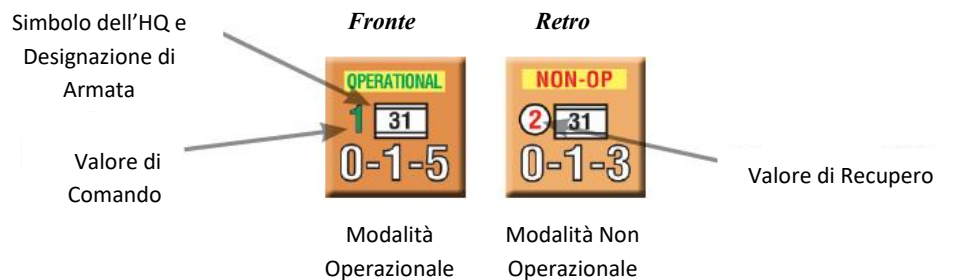 Simbolo dell'HQ e
Designazione di
Armata
Fronte
Retro
OPERATIONAL
1 31
0-1-5
NON-OP
2 31
0-1-3
Valore di
Comando
Valore di Recupero
Modalità
Operazionale
Modalità Non
Operazionale